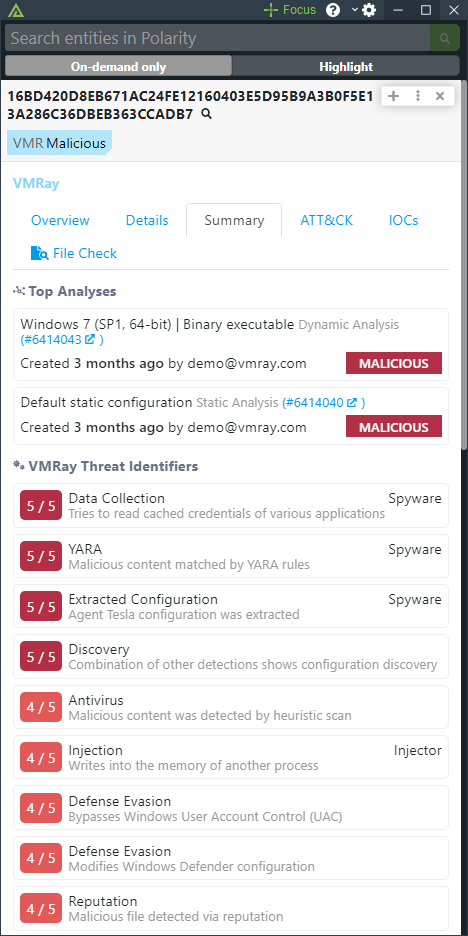 Focus
Search entities in Polarity
On-demand only
Highlight
16BD420D8EB671AC24FE12160403E5D95B9A3B0F5E1
3A286C36DBEB363CCADB7
VMR Malicious
VMRay
Overview
Details
Summary
ATT&CK
IOCs
File Check
Top Analyses
Windows 7 (SP1, 64-bit) | Binary executable Dynamic Analysis
(#6414043 )
Created 3 months ago by demo@vmray.com
MALICIOUS
Default static configuration Static Analysis (#6414040 )
Created 3 months ago by demo@vmray.com
MALICIOUS
VMRay Threat Identifiers
5 / 5
Data Collection
Spyware
Tries to read cached credentials of various applications
5 / 5
YARA
Spyware
Malicious content matched by YARA rules
5 / 5
Extracted Configuration
Spyware
Agent Tesla configuration was extracted
5 / 5
Discovery
Combination of other detections shows configuration discovery
4 / 5
Antivirus
Malicious content was detected by heuristic scan
4 / 5
Injection
Injector
Writes into the memory of another process
4 / 5
Defense Evasion
Bypasses Windows User Account Control (UAC)
4 / 5
Defense Evasion
Modifies Windows Defender configuration
4 / 5
Reputation
Malicious file detected via reputation